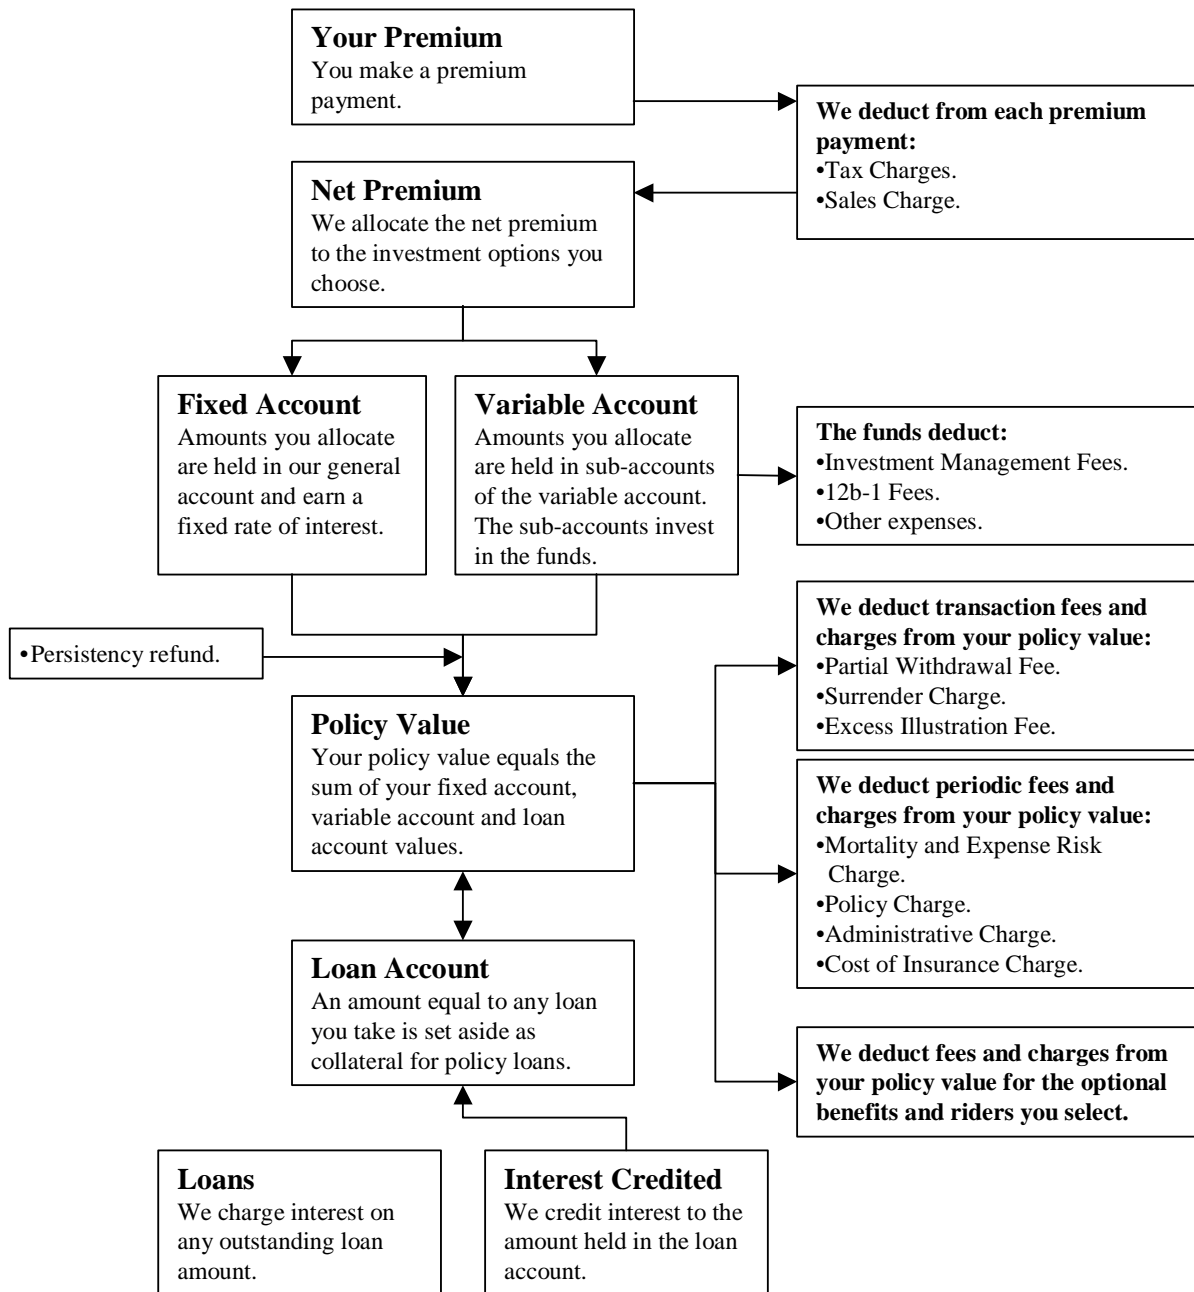 Your Premium
You make a premium
payment.
We deduct from each premium
payment:
•Tax Charges.
•Sales Charge.
Net Premium
We allocate the net premium
to the investment options you
choose.
Fixed Account
Amounts you allocate
are held in our general
account and earn a
fixed rate of interest.
Variable Account
Amounts you allocate
are held in sub-accounts
of the variable account.
The sub-accounts invest
in the funds.
The funds deduct:
•Investment Management Fees.
•12b-1 Fees.
•Other expenses.
•Persistency refund.
We deduct transaction fees and
charges from your policy value:
•Partial Withdrawal Fee.
•Surrender Charge.
•Excess Illustration Fee.
Policy Value
Your policy value equals the
sum of your fixed account,
variable account and loan
account values.
We deduct periodic fees and
charges from your policy value:
•Mortality and Expense Risk
Charge.
•Policy Charge.
•Administrative Charge.
•Cost of Insurance Charge.
Loan Account
An amount equal to any loan
you take is set aside as
collateral for policy loans.
We deduct fees and charges from
your policy value for the optional
benefits and riders you select.
Loans
We charge interest on
any outstanding loan
amount.
Interest Credited
We credit interest to the
amount held in the loan
account.